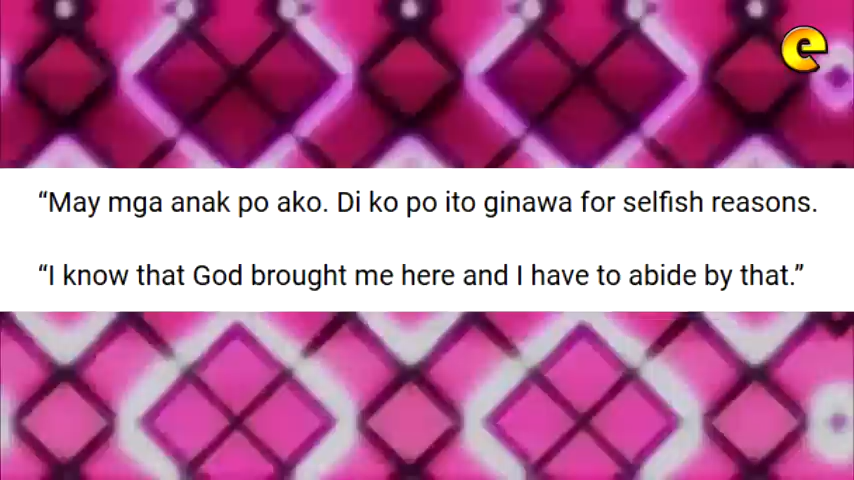 e
“May mga anak po ako. Di ko po ito ginawa for selfish reasons.
“I know that God brought me here and I have to abide by that.”